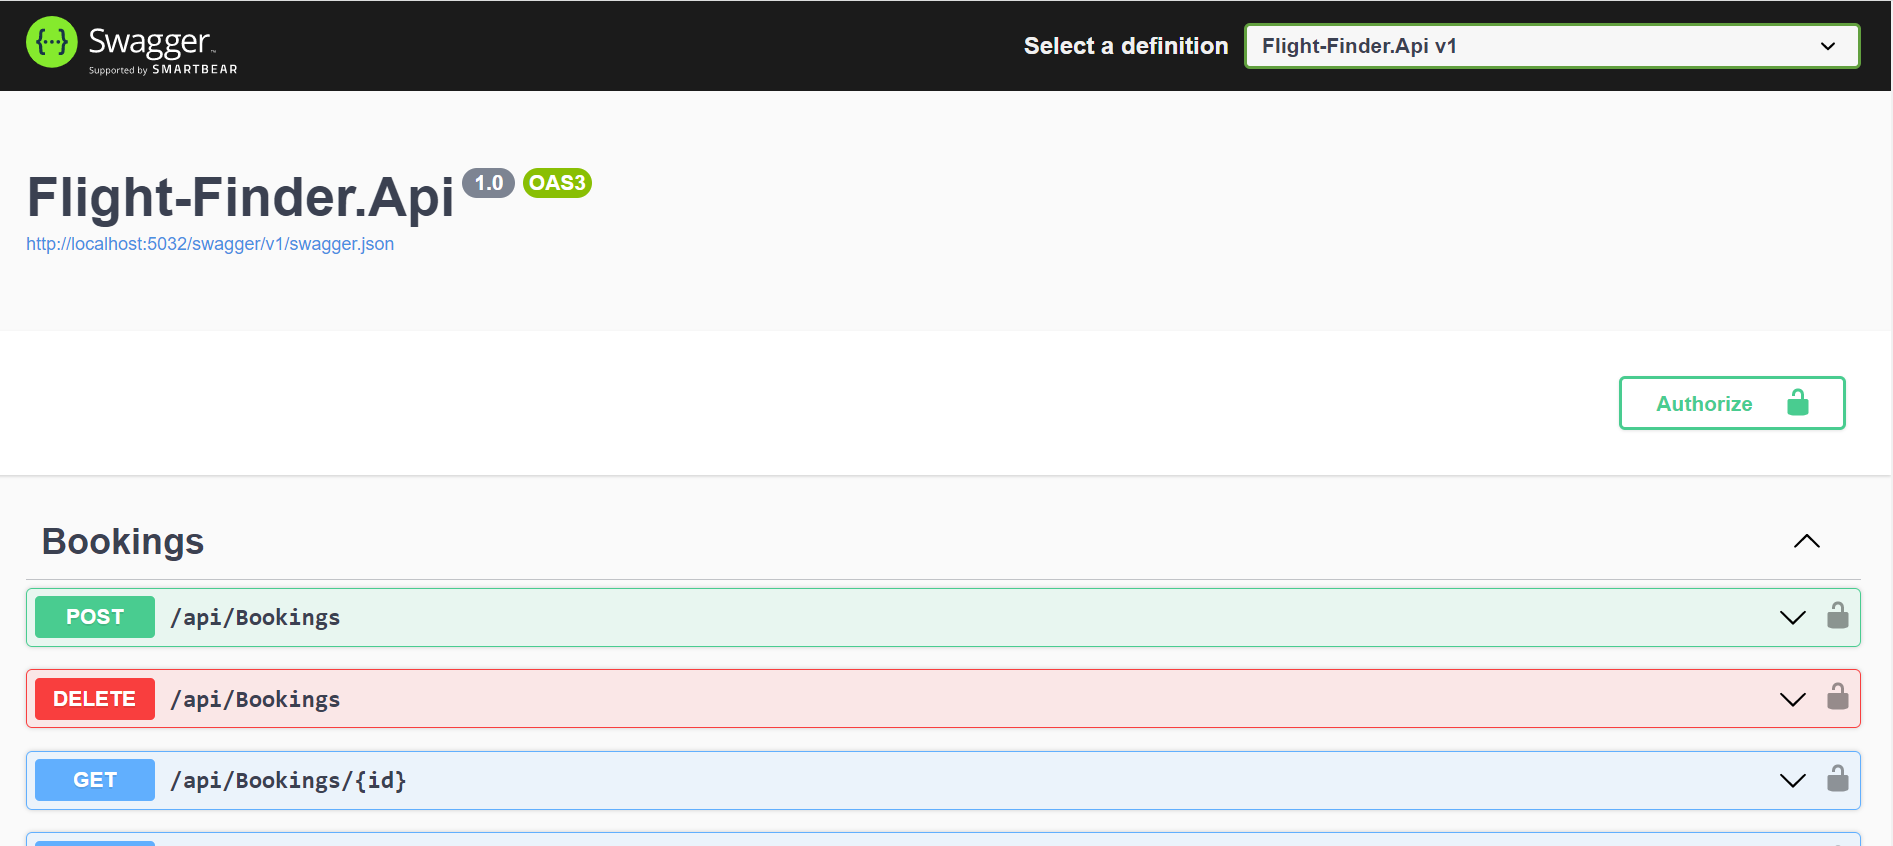 {···} Swagger™
Supported by SMARTBEAR
Select a definition
Flight-Finder.Api v1
Flight-Finder.Api 1.0 OAS3
http://localhost:5032/swagger/v1/swagger.json
Authorize
Bookings
POST /api/Bookings
DELETE /api/Bookings
GET /api/Bookings/{id}